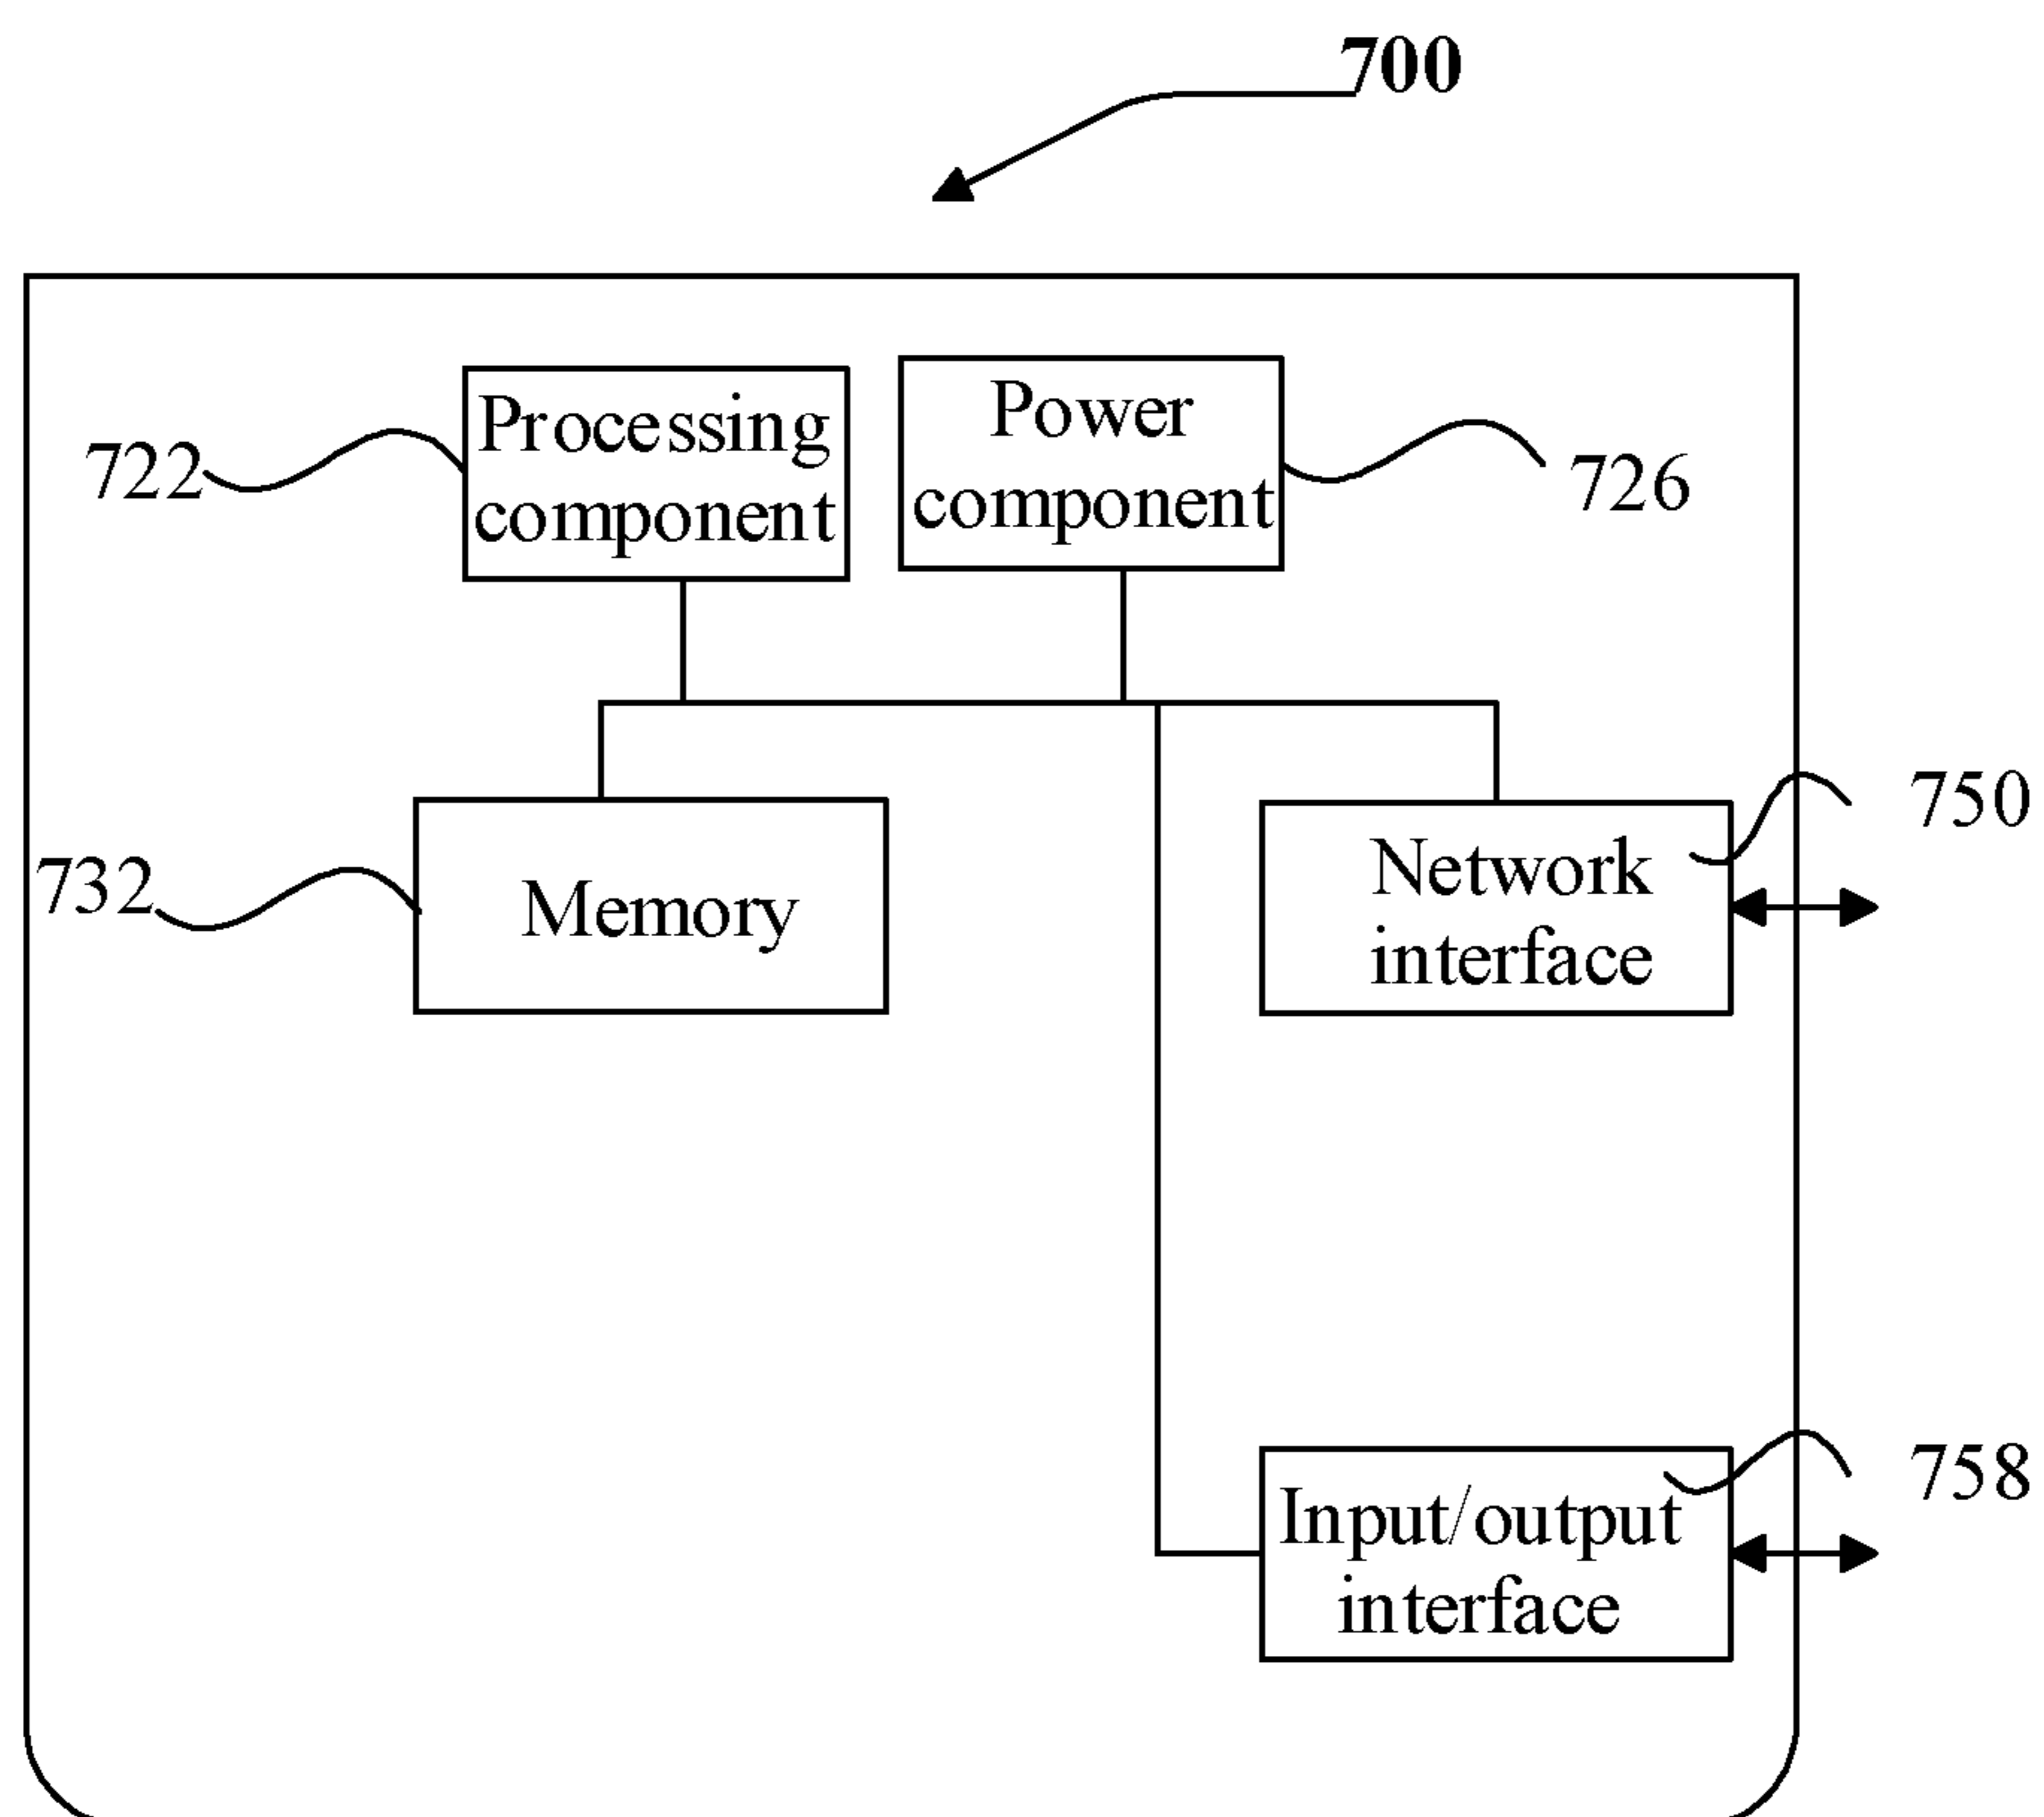 700
Processing
component
Power
component
722
726
750
732
Memory
Network
interface
758
Input/output
interface